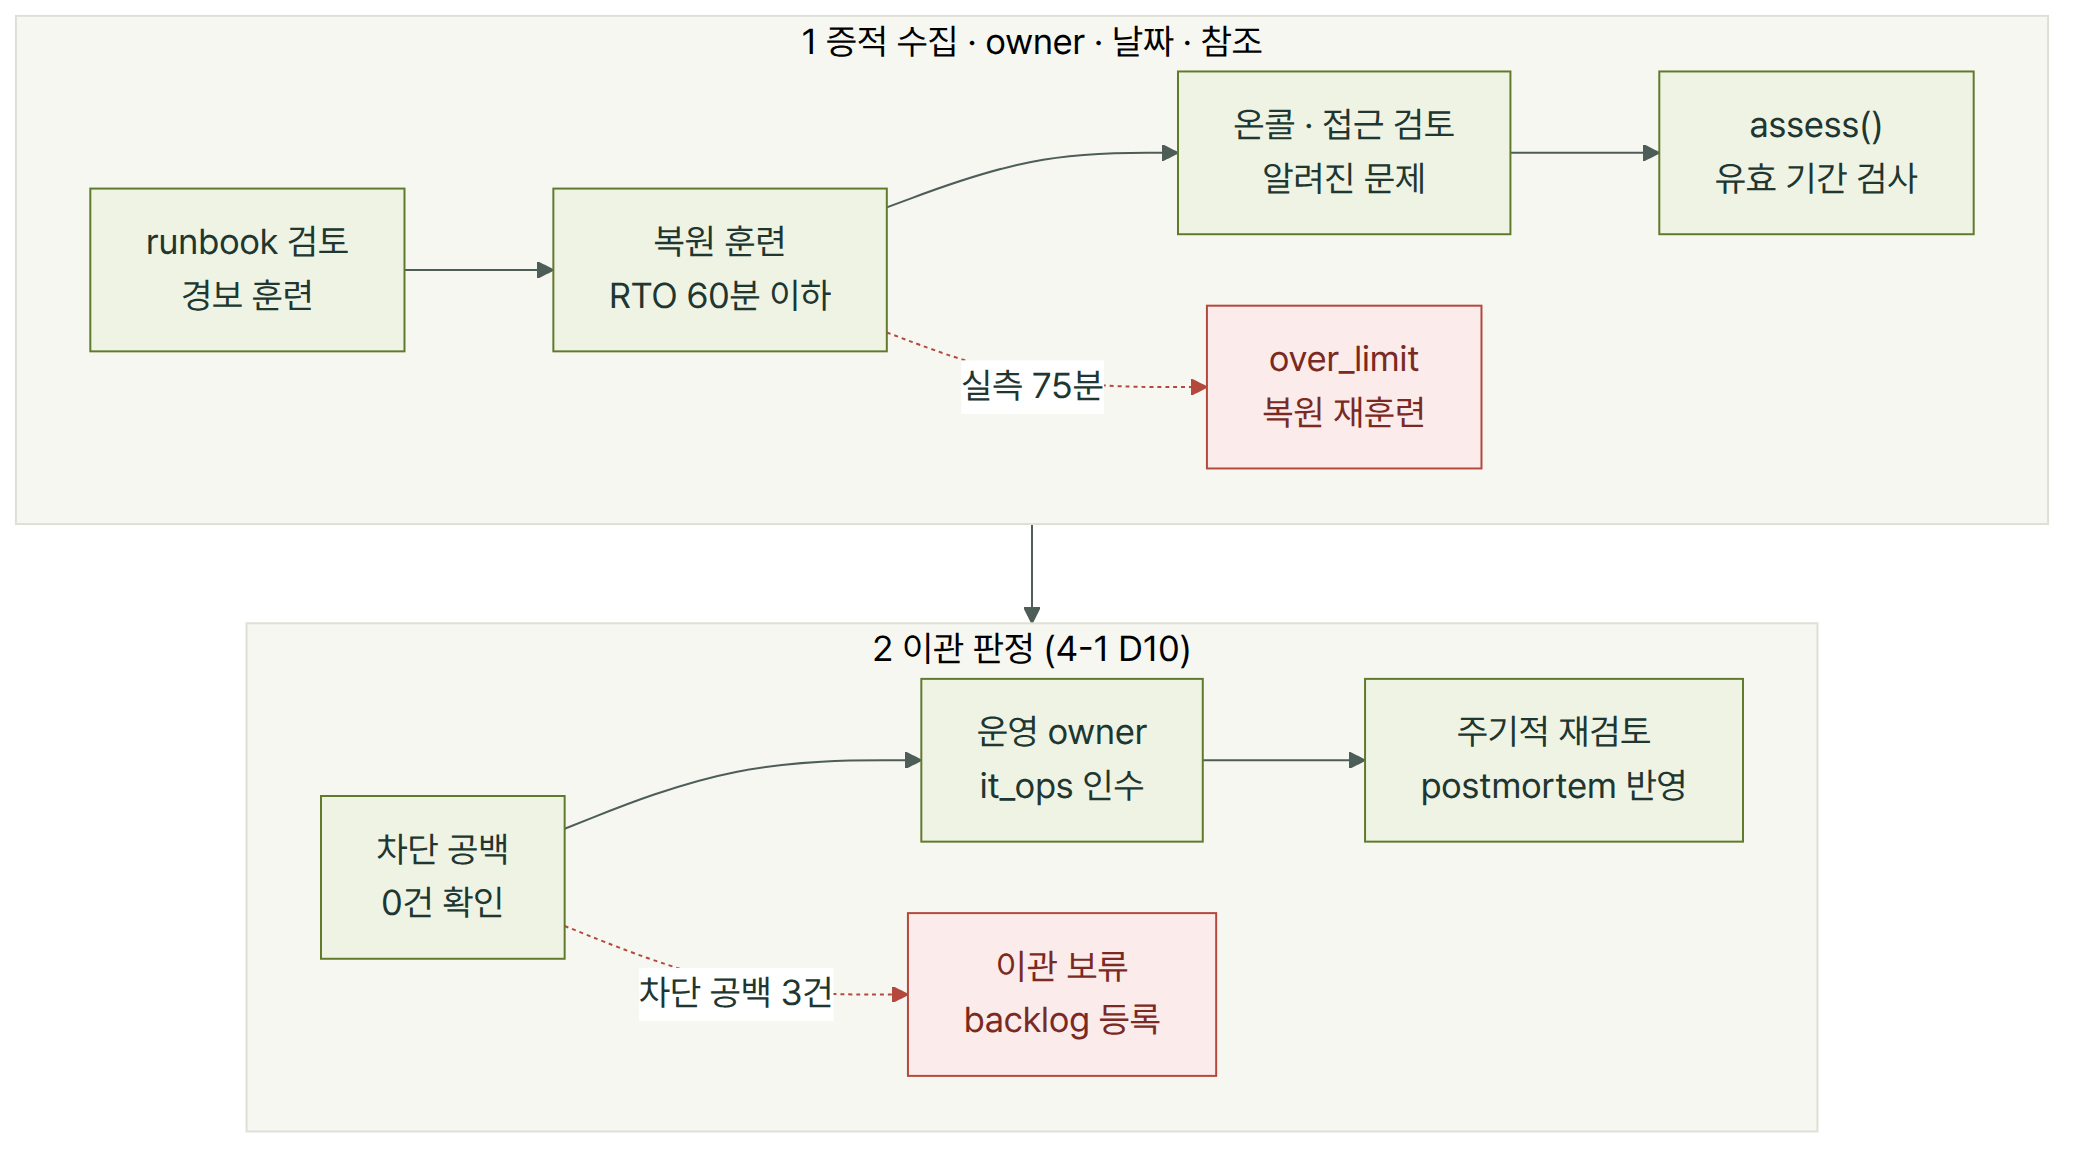 1 증적 수집 · owner · 날짜 · 참조
runbook 검토
경보 훈련
복원 훈련
RTO 60분 이하
온콜 · 접근 검토
알려진 문제
assess()
유효 기간 검사
실측 75분
over_limit
복원 재훈련
2 이관 판정 (4-1 D10)
차단 공백
0건 확인
운영 owner
it_ops 인수
주기적 재검토
postmortem 반영
차단 공백 3건
이관 보류
backlog 등록